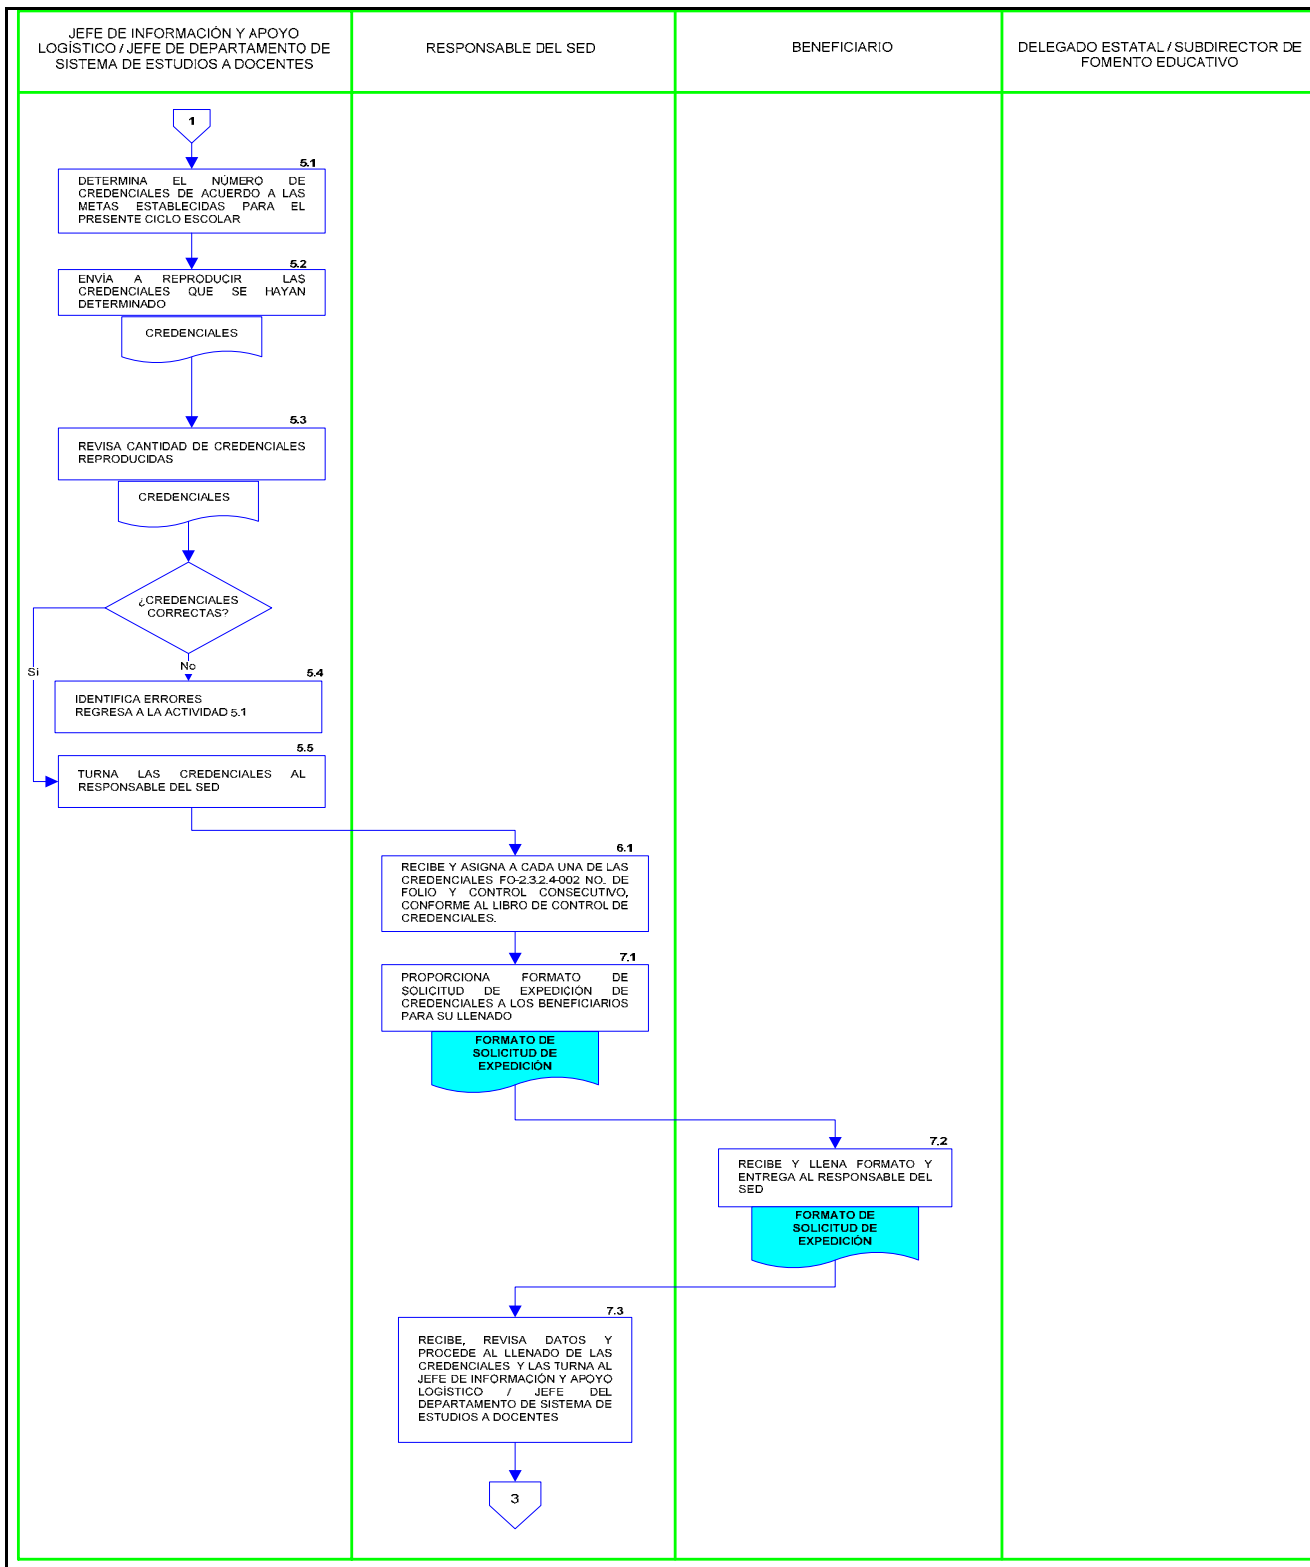 JEFE DE INFORMACIÓN Y APOYO
LOGÍSTICO / JEFE DE DEPARTAMENTO DE
SISTEMA DE ESTUDIOS A DOCENTES
RESPONSABLE DEL SED
BENEFICIARIO
DELEGADO ESTATAL / SUBDIRECTOR DE
FOMENTO EDUCATIVO
1
5.1
DETERMINA EL NÚMERO DE
CREDENCIALES DE ACUERDO A LAS
METAS ESTABLECIDAS PARA EL
PRESENTE CICLO ESCOLAR
5.2
ENVÍA A REPRODUCIR LAS
CREDENCIALES QUE SE HAYAN
DETERMINADO
CREDENCIALES
5.3
REVISA CANTIDAD DE CREDENCIALES
REPRODUCIDAS
CREDENCIALES
¿CREDENCIALES
CORRECTAS?
No
Sí
5.4
IDENTIFICA ERRORES
REGRESA A LA ACTIVIDAD 5.1
5.5
TURNA LAS CREDENCIALES AL
RESPONSABLE DEL SED
6.1
RECIBE Y ASIGNA A CADA UNA DE LAS
CREDENCIALES FO-2.3.2.4-002 NO. DE
FOLIO Y CONTROL CONSECUTIVO,
CONFORME AL LIBRO DE CONTROL DE
CREDENCIALES.
7.1
PROPORCIONA FORMATO DE
SOLICITUD DE EXPEDICIÓN DE
CREDENCIALES A LOS BENEFICIARIOS
PARA SU LLENADO
FORMATO DE
SOLICITUD DE
EXPEDICIÓN
7.2
RECIBE Y LLENA FORMATO Y
ENTREGA AL RESPONSABLE DEL
SED
FORMATO DE
SOLICITUD DE
EXPEDICIÓN
7.3
RECIBE, REVISA DATOS Y
PROCEDE AL LLENADO DE LAS
CREDENCIALES Y LAS TURNA AL
JEFE DE INFORMACIÓN Y APOYO
LOGÍSTICO / JEFE DEL
DEPARTAMENTO DE SISTEMA DE
ESTUDIOS A DOCENTES
3